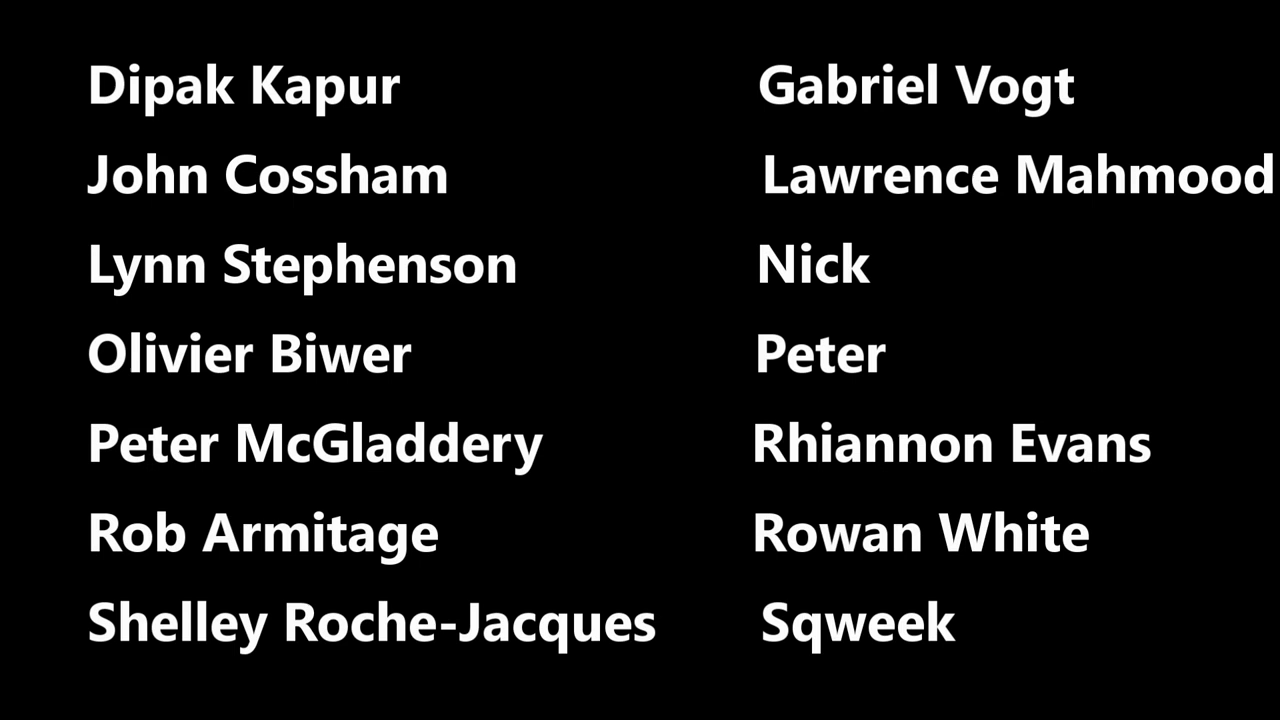 Dipak Kapur
John Cossham
Lynn Stephenson
Olivier Biwer
Peter McGladdery
Rob Armitage
Shelley Roche-Jacques
Gabriel Vogt
Lawrence Mahmood
Nick
Peter
Rhiannon Evans
Rowan White
Sqweek